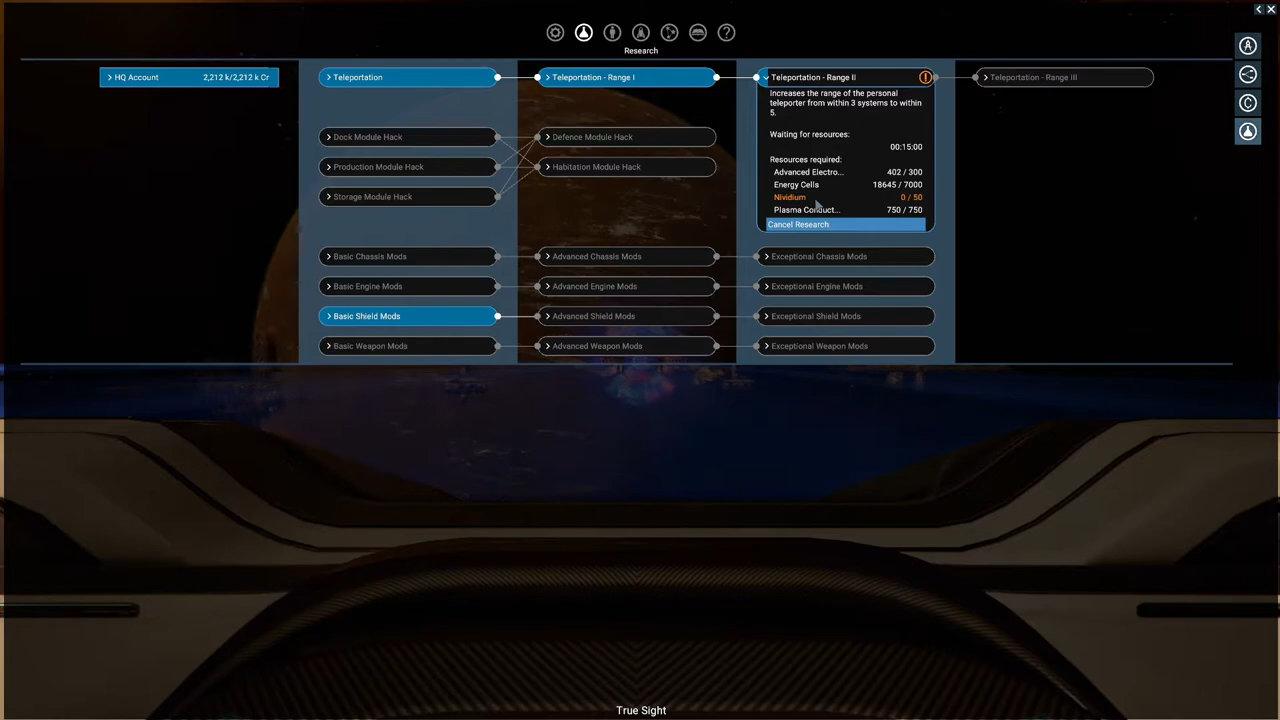 Research
HQ Account 2,212 k/2,212 k Cr
Teleportation
Teleportation - Range I
Teleportation - Range II
Teleportation - Range III
Increases the range of the personal
teleporter from within 3 systems to within
5.
Waiting for resources:
00:15:00
Resources required:
Advanced Electro... 402 / 300
Energy Cells 18645 / 7000
Nividium 0 / 50
Plasma Conduct... 750 / 750
Cancel Research
Dock Module Hack
Defence Module Hack
Production Module Hack
Habitation Module Hack
Storage Module Hack
Basic Chassis Mods
Advanced Chassis Mods
Exceptional Chassis Mods
Basic Engine Mods
Advanced Engine Mods
Exceptional Engine Mods
Basic Shield Mods
Advanced Shield Mods
Exceptional Shield Mods
Basic Weapon Mods
Advanced Weapon Mods
Exceptional Weapon Mods
True Sight